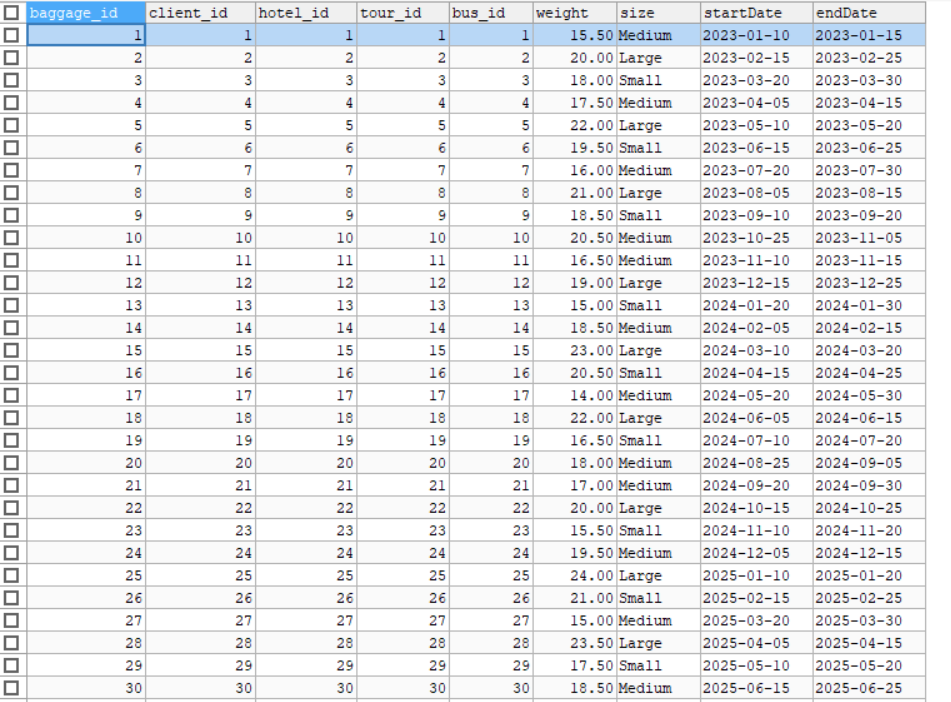 baggage_id client_id hotel_id tour_id bus_id weight size startDate endDate
1 1 1 1 1 15.50 Medium 2023-01-10 2023-01-15
2 2 2 2 2 20.00 Large 2023-02-15 2023-02-25
3 3 3 3 3 18.00 Small 2023-03-20 2023-03-30
4 4 4 4 4 17.50 Medium 2023-04-05 2023-04-15
5 5 5 5 5 22.00 Large 2023-05-10 2023-05-20
6 6 6 6 6 19.50 Small 2023-06-15 2023-06-25
7 7 7 7 7 16.00 Medium 2023-07-20 2023-07-30
8 8 8 8 8 21.00 Large 2023-08-05 2023-08-15
9 9 9 9 9 18.50 Small 2023-09-10 2023-09-20
10 10 10 10 10 20.50 Medium 2023-10-25 2023-11-05
11 11 11 11 11 16.50 Medium 2023-11-10 2023-11-15
12 12 12 12 12 19.00 Large 2023-12-15 2023-12-25
13 13 13 13 13 15.00 Small 2024-01-20 2024-01-30
14 14 14 14 14 18.50 Medium 2024-02-05 2024-02-15
15 15 15 15 15 23.00 Large 2024-03-10 2024-03-20
16 16 16 16 16 20.50 Small 2024-04-15 2024-04-25
17 17 17 17 17 14.00 Medium 2024-05-20 2024-05-30
18 18 18 18 18 22.00 Large 2024-06-05 2024-06-15
19 19 19 19 19 16.50 Small 2024-07-10 2024-07-20
20 20 20 20 20 18.00 Medium 2024-08-25 2024-09-05
21 21 21 21 21 17.00 Medium 2024-09-20 2024-09-30
22 22 22 22 22 20.00 Large 2024-10-15 2024-10-25
23 23 23 23 23 15.50 Small 2024-11-10 2024-11-20
24 24 24 24 24 19.50 Medium 2024-12-05 2024-12-15
25 25 25 25 25 24.00 Large 2025-01-10 2025-01-20
26 26 26 26 26 21.00 Small 2025-02-15 2025-02-25
27 27 27 27 27 15.00 Medium 2025-03-20 2025-03-30
28 28 28 28 28 23.50 Large 2025-04-05 2025-04-15
29 29 29 29 29 17.50 Small 2025-05-10 2025-05-20
30 30 30 30 30 18.50 Medium 2025-06-15 2025-06-25